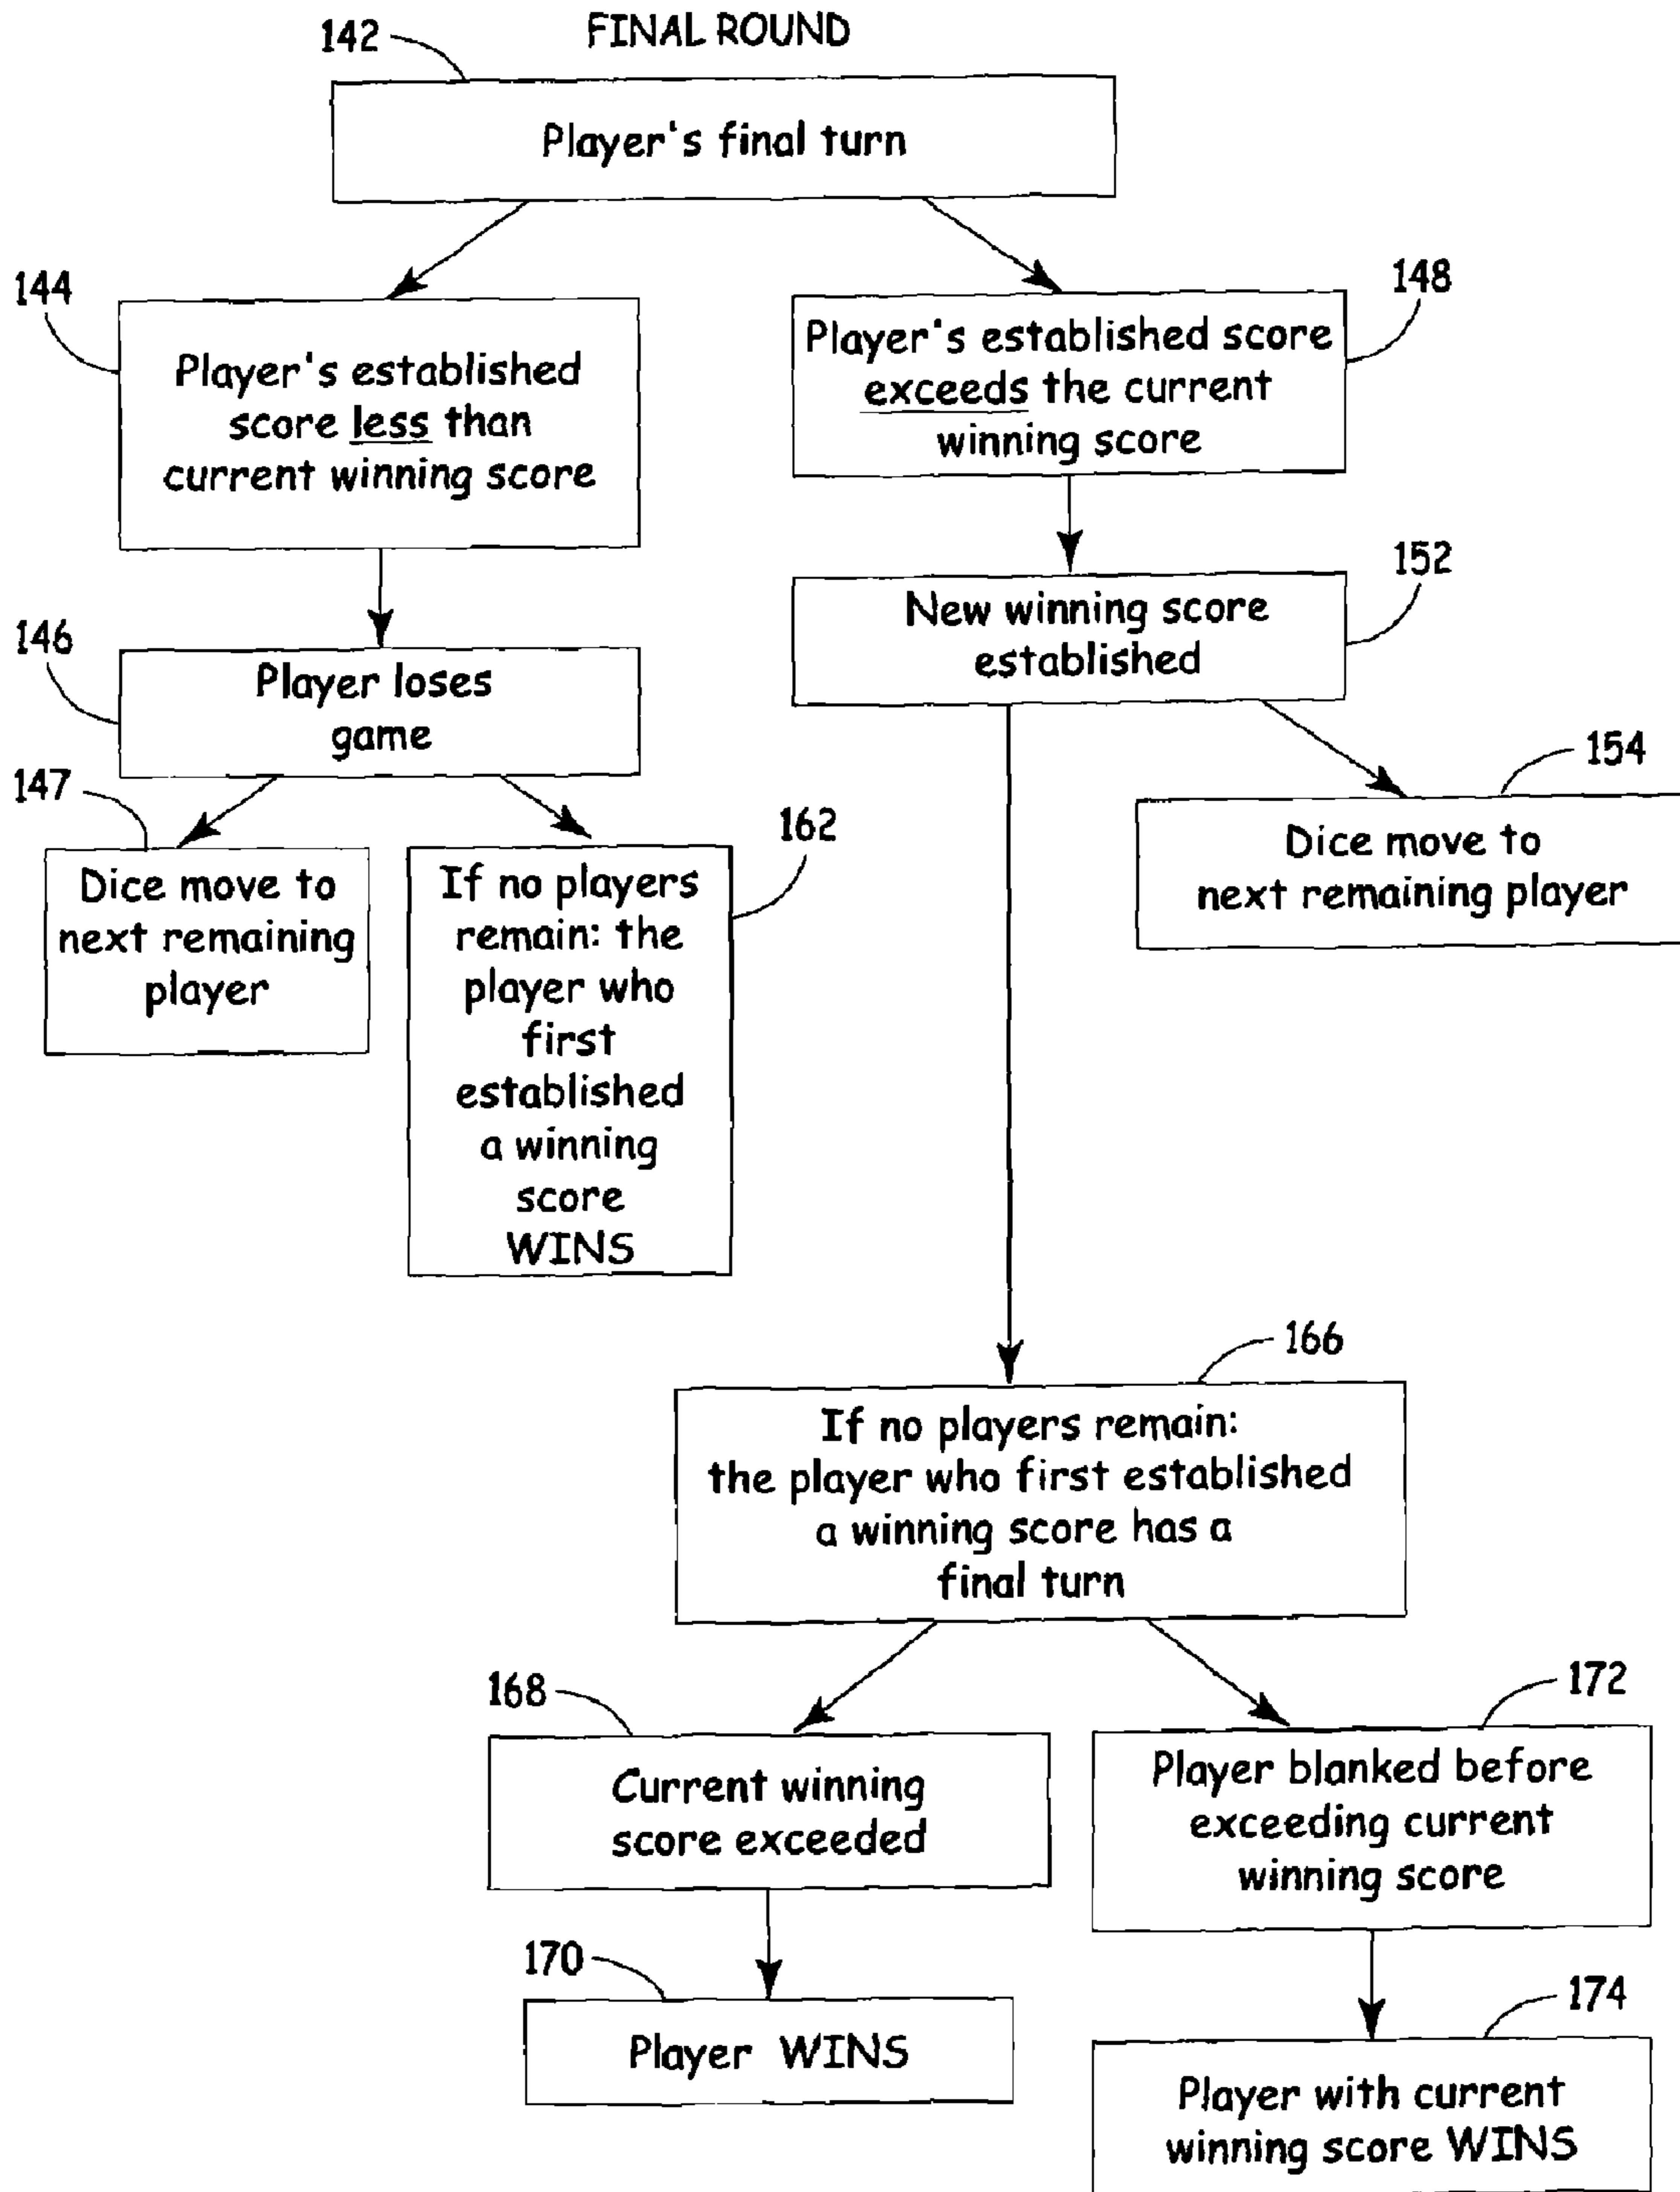 FINAL ROUND
142
Player's final turn
144
Player's established
score less than
current winning score
148
Player's established score
exceeds the current
winning score
146
Player loses
game
152
New winning score
established
147
Dice move to
next remaining
player
162
If no players
remain: the
player who
first
established
a winning
score
WINS
154
Dice move to
next remaining player
166
If no players remain:
the player who first established
a winning score has a
final turn
168
Current winning
score exceeded
172
Player blanked before
exceeding current
winning score
170
Player WINS
174
Player with current
winning score WINS